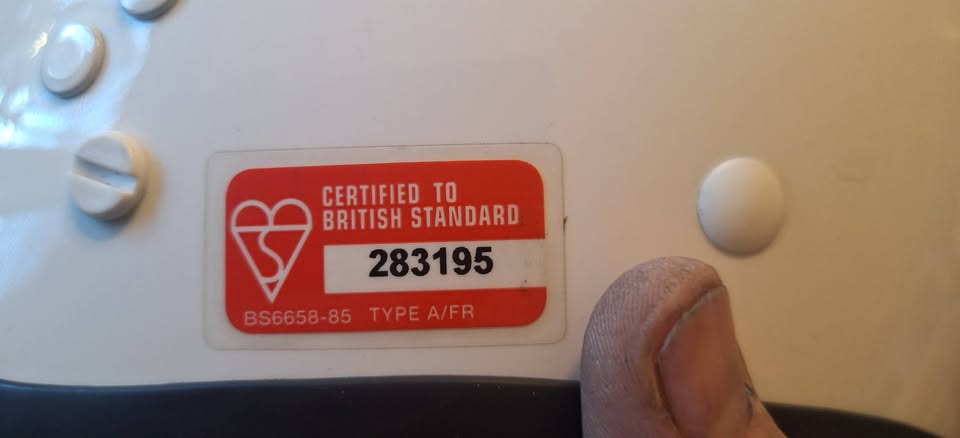 CERTIFIED TO
BRITISH STANDARD
283195
BS6658-85 TYPE A/FR